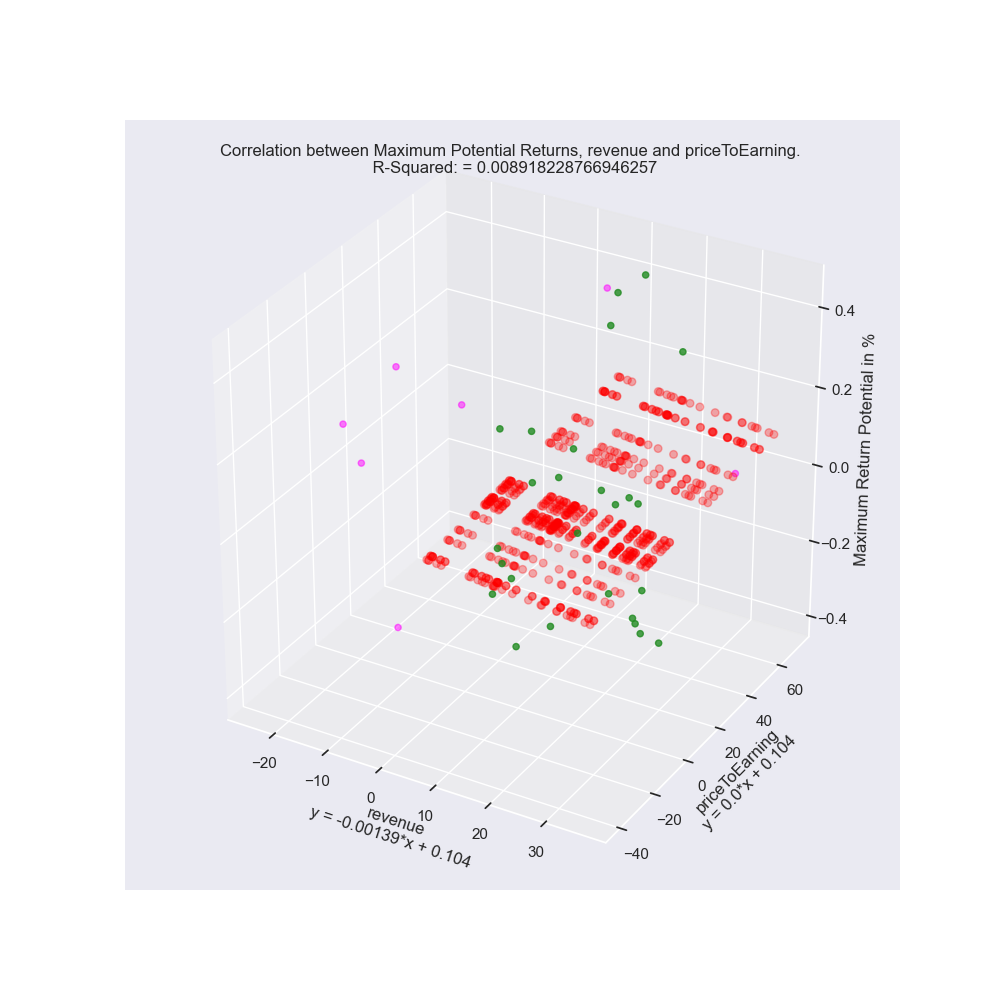 Correlation between Maximum Potential Returns, revenue and priceToEarning.
R-Squared: = 0.008918228766946257
0.4
0.2
0.0
−0.2
−0.4
Maximum Return Potential in %
60
40
20
0
−20
−40
priceToEarning
y = 0.0*x + 0.104
−20
−10
0
10
20
30
revenue
y = -0.00139*x + 0.104